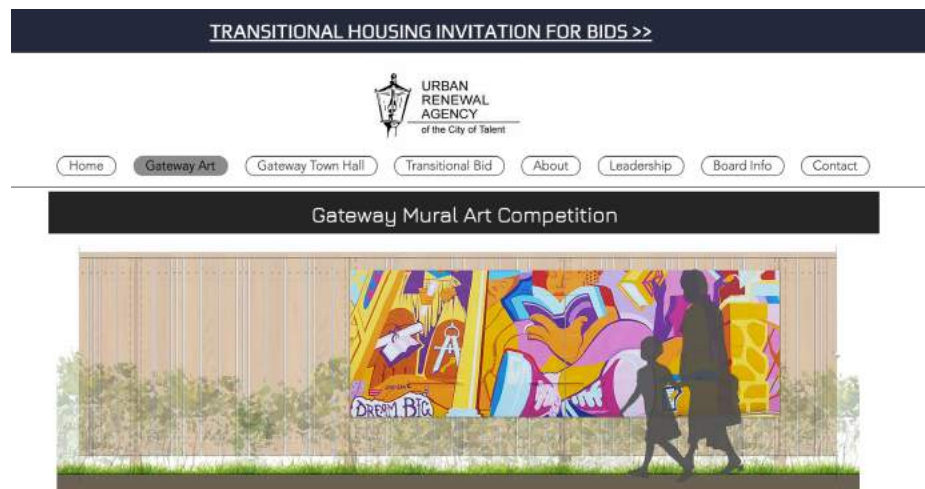 TRANSITIONAL HOUSING INVITATION FOR BIDS >>
URBAN
RENEWAL
AGENCY
of the City of Talent
Home
Gateway Art
Gateway Town Hall
Transitional Bid
About
Leadership
Board Info
Contact
Gateway Mural Art Competition
DREAM BIG